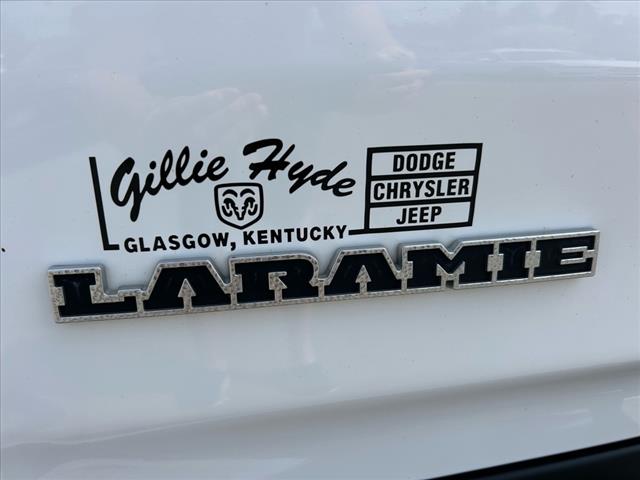 Gillie Hyde
DODGE
CHRYSLER
JEEP
GLASGOW, KENTUCKY
LARAMIE